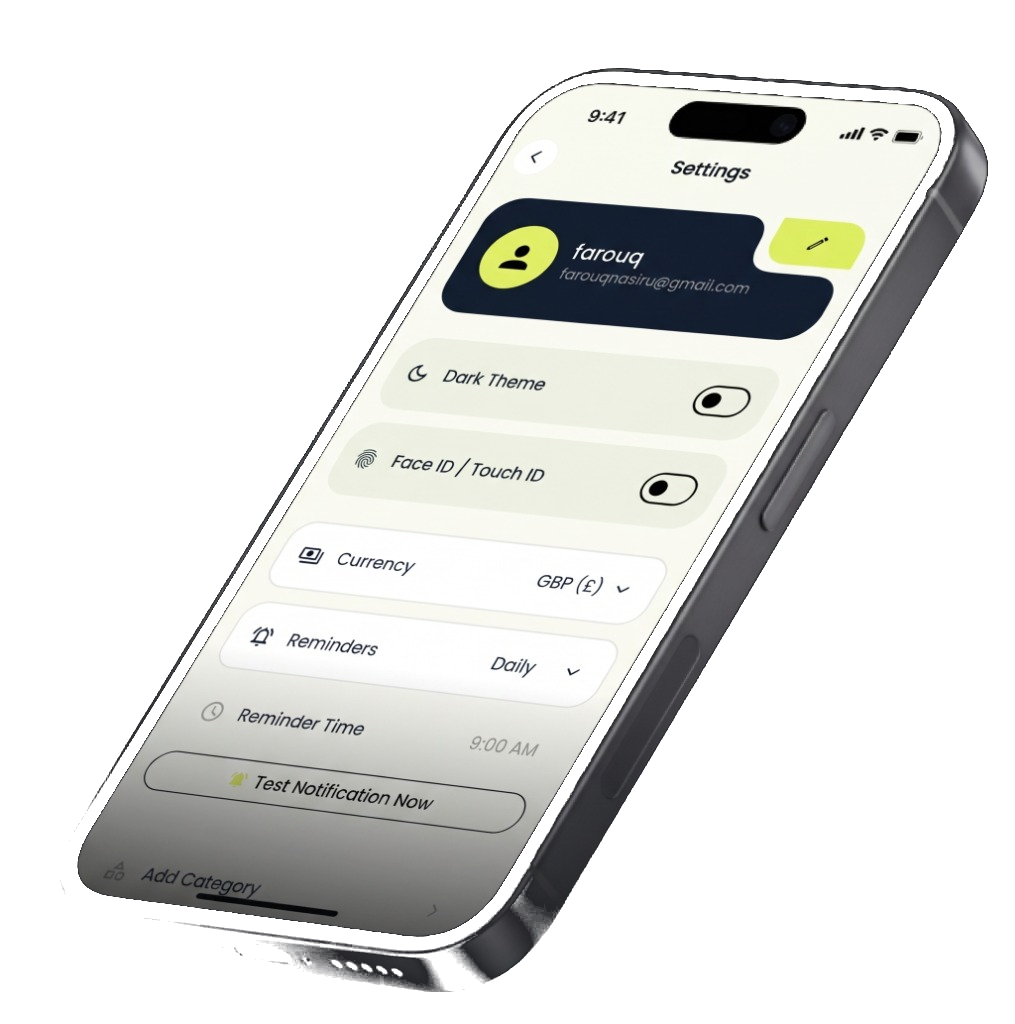 9:41
Settings
farouq
farouqnasiru@gmail.com
Dark Theme
Face ID / Touch ID
Currency
GBP (£)
Reminders
Daily
Reminder Time
9:00 AM
Test Notification Now
Add Category